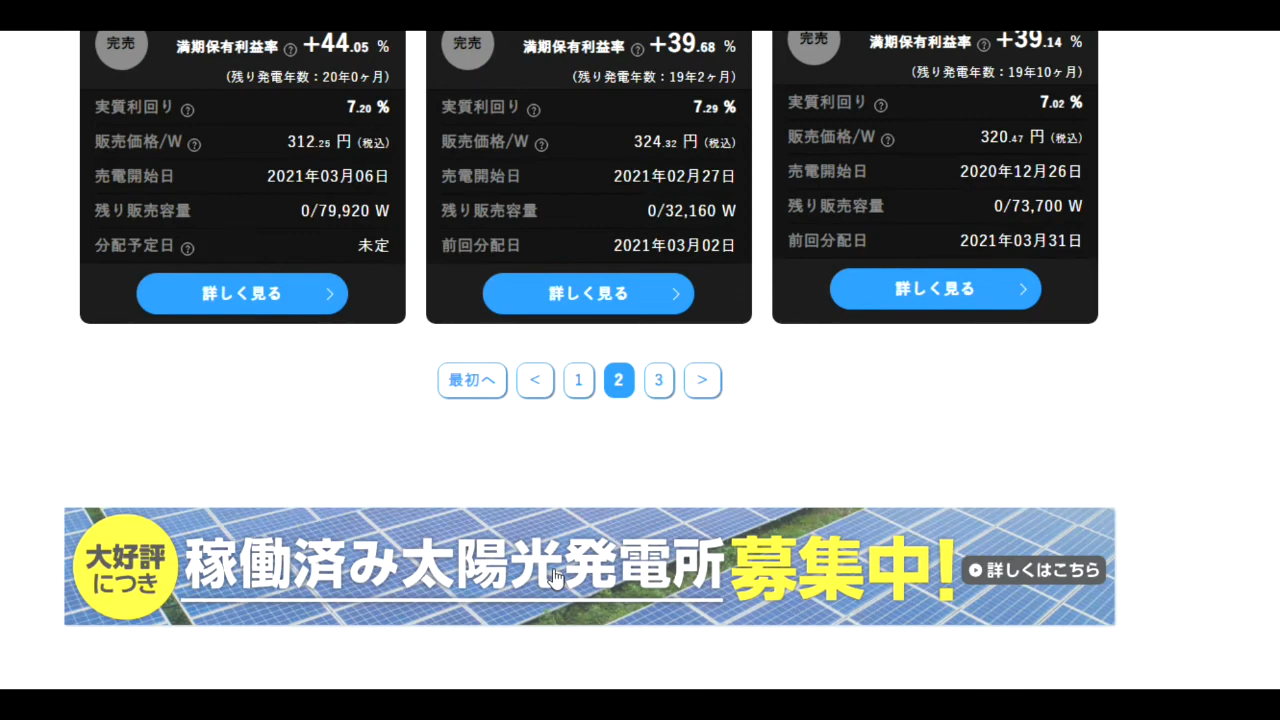 完売
満期保有利益率 ? +44.05 %
(残り発電年数：20年0ヶ月)
実質利回り ? 7.20 %
販売価格/W ? 312.25 円 (税込)
売電開始日 2021年03月06日
残り販売容量 0/79,920 W
分配予定日 ? 未定
詳しく見る
完売
満期保有利益率 ? +39.68 %
(残り発電年数：19年2ヶ月)
実質利回り ? 7.29 %
販売価格/W ? 324.32 円 (税込)
売電開始日 2021年02月27日
残り販売容量 0/32,160 W
前回分配日 2021年03月02日
詳しく見る
完売
満期保有利益率 ? +39.14 %
(残り発電年数：19年10ヶ月)
実質利回り ? 7.02 %
販売価格/W ? 320.47 円 (税込)
売電開始日 2020年12月26日
残り販売容量 0/73,700 W
前回分配日 2021年03月31日
詳しく見る
最初へ < 1 2 3 >
大好評
につき
稼働済み太陽光発電所募集中!
詳しくはこちら